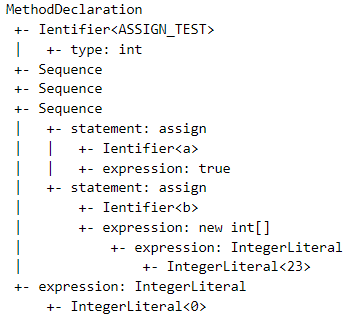 MethodDeclaration
+- Ientifier<ASSIGN_TEST>
|  +- type: int
+- Sequence
+- Sequence
+- Sequence
|   +- statement: assign
|   |   +- Ientifier<a>
|   |   +- expression: true
|   +- statement: assign
|       +- Ientifier<b>
|       +- expression: new int[]
|           +- expression: IntegerLiteral
|               +- IntegerLiteral<23>
+- expression: IntegerLiteral
    +- IntegerLiteral<0>